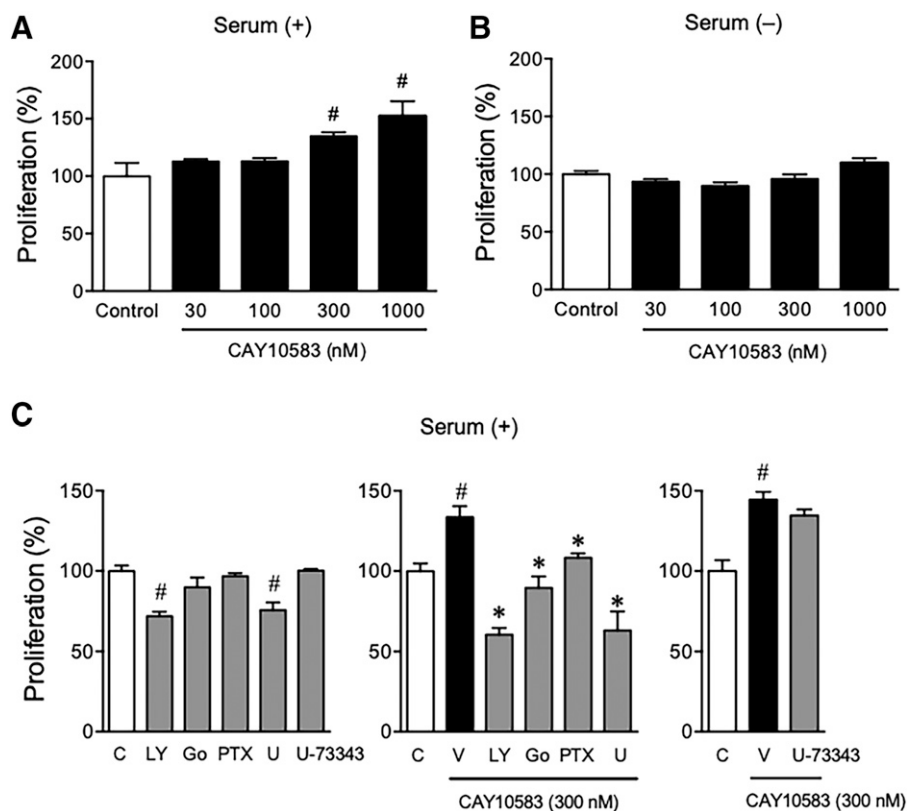 A
Serum (+)
200
150
100
50
0
Proliferation (%)
#
#
Control 30 100 300 1000
CAY10583 (nM)
B
Serum (–)
200
150
100
50
0
Proliferation (%)
Control 30 100 300 1000
CAY10583 (nM)
C
Serum (+)
150
100
50
0
Proliferation (%)
#
#
C LY Go PTX U U-73343
150
100
50
0
#
*
*
*
*
C V LY Go PTX U
CAY10583 (300 nM)
150
100
50
0
#
C V U-73343
CAY10583 (300 nM)